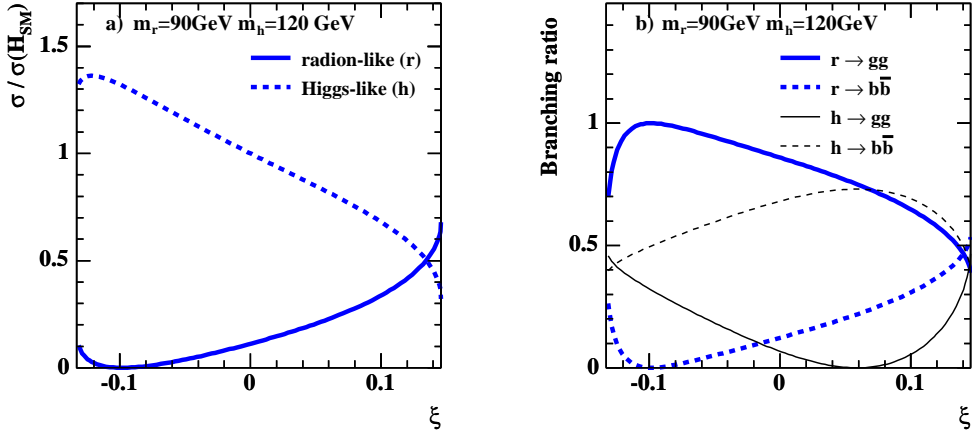 a) m_r=90GeV m_h=120 GeV
σ / σ(H_SM)
radion-like (r)
Higgs-like (h)
1.5
1
0.5
0
-0.1
0
0.1
ξ
b) m_r=90GeV m_h=120GeV
Branching ratio
r → gg
r → bb̅
h → gg
h → bb̅
1
0.5
0
-0.1
0
0.1
ξ